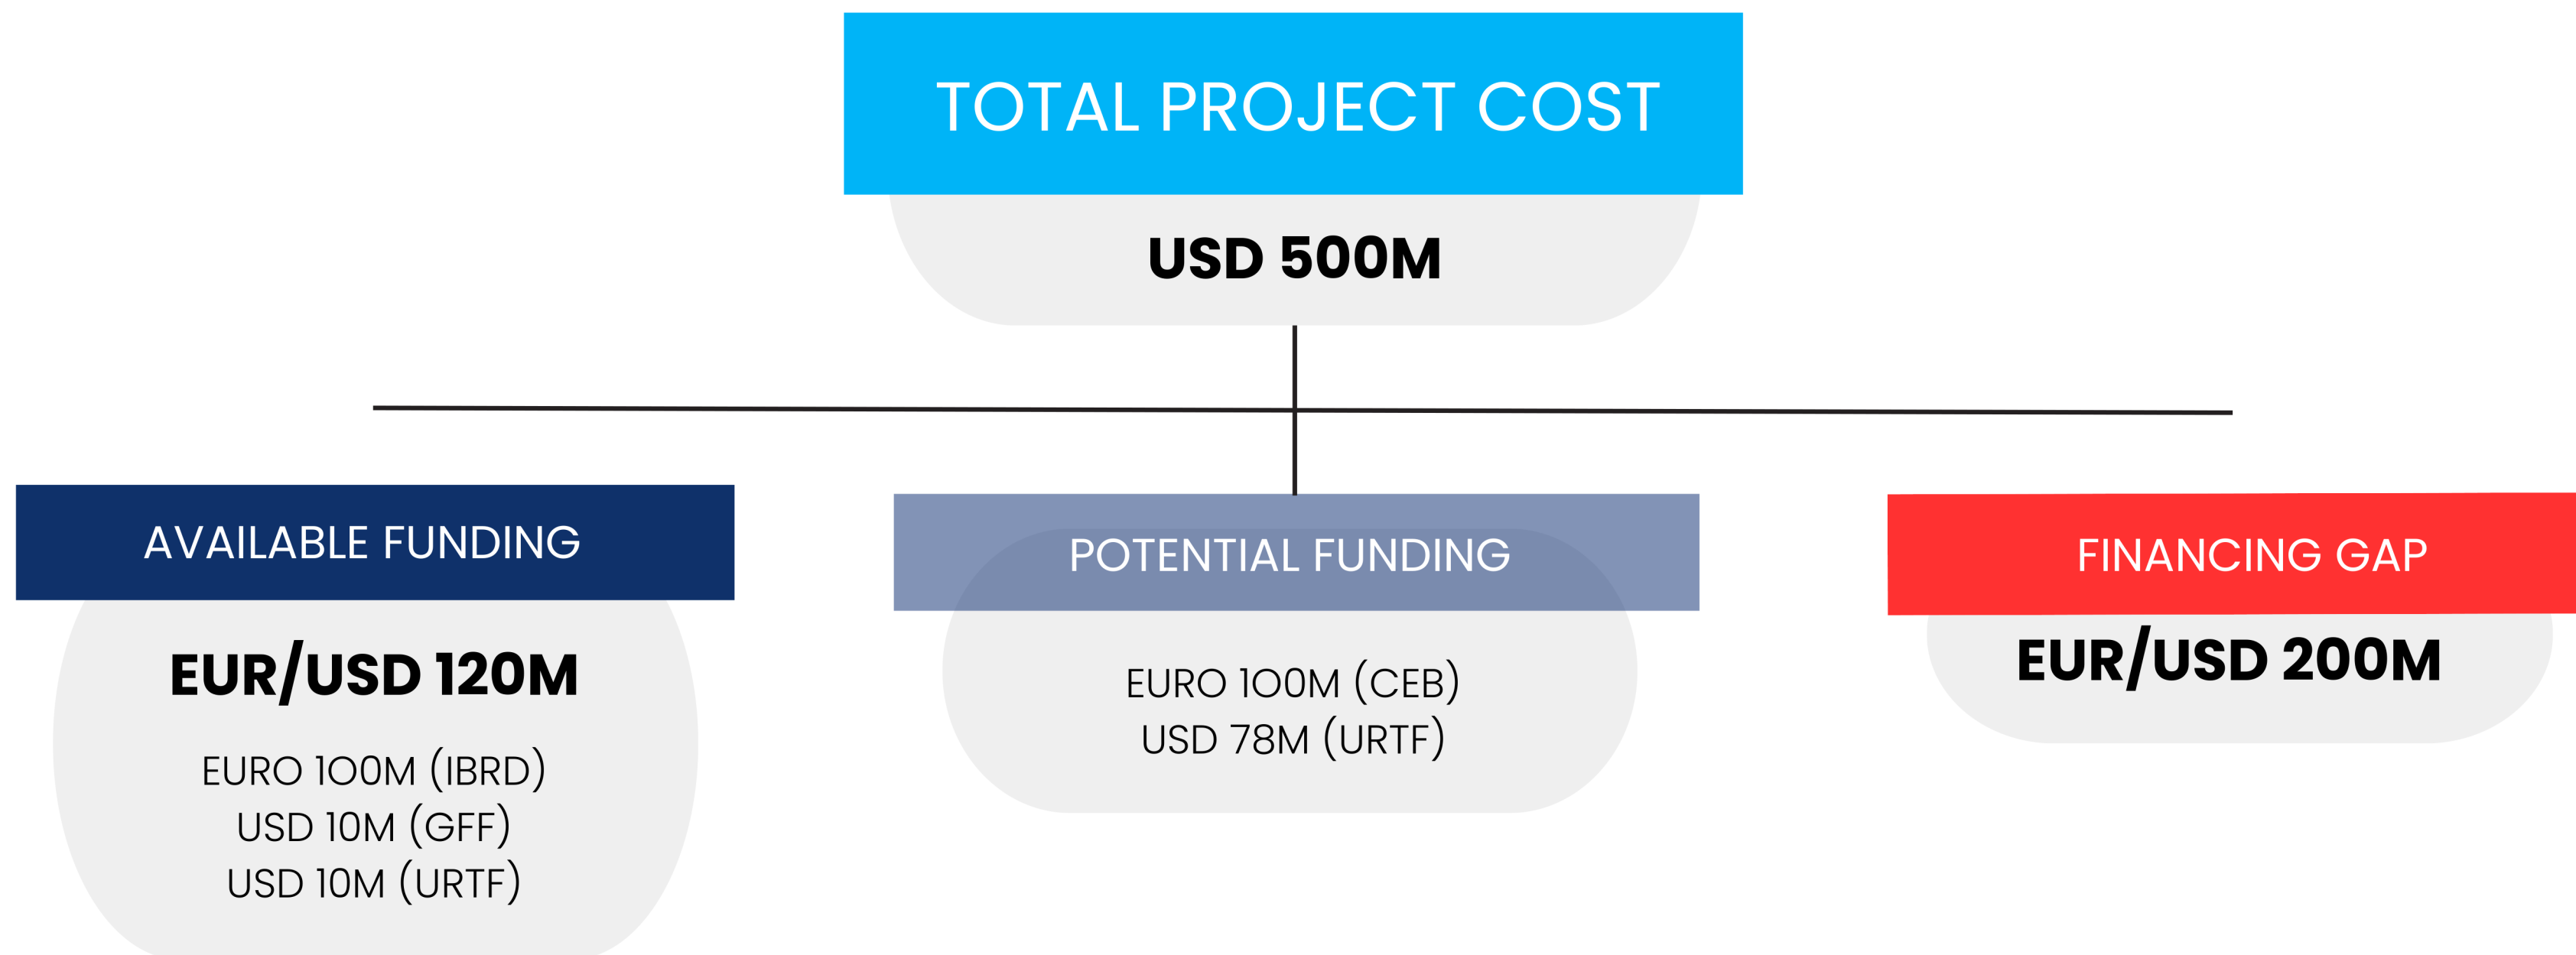 TOTAL PROJECT COST
USD 500M
AVAILABLE FUNDING
EUR/USD 120M
EURO 100M (IBRD)
USD 10M (GFF)
USD 10M (URTF)
POTENTIAL FUNDING
EURO 100M (CEB)
USD 78M (URTF)
FINANCING GAP
EUR/USD 200M